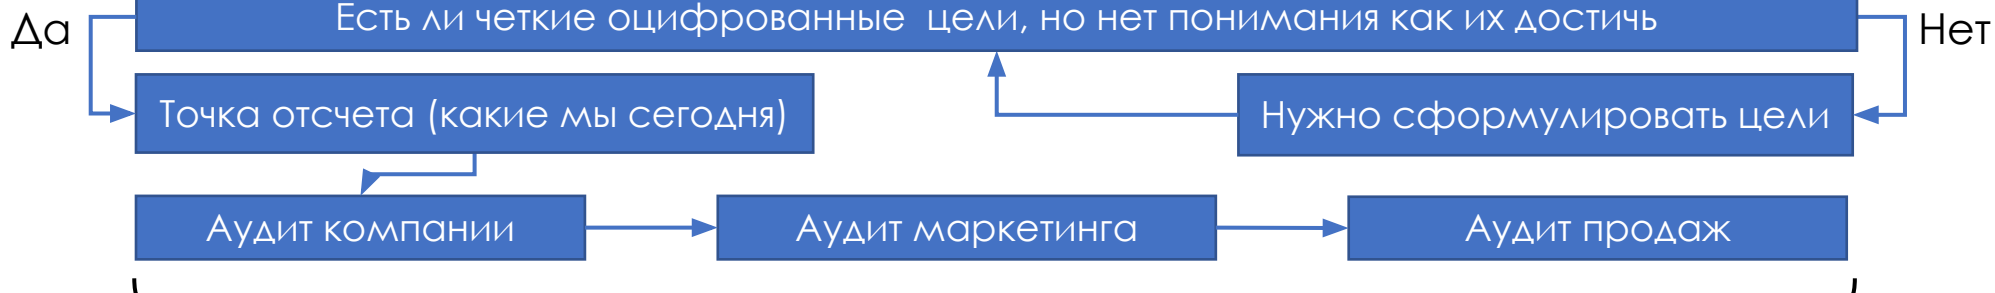 Есть ли четкие оцифрованные цели, но нет понимания как их достичь
Да
Нет
Точка отсчета (какие мы сегодня)
Нужно сформулировать цели
Аудит компании
Аудит маркетинга
Аудит продаж